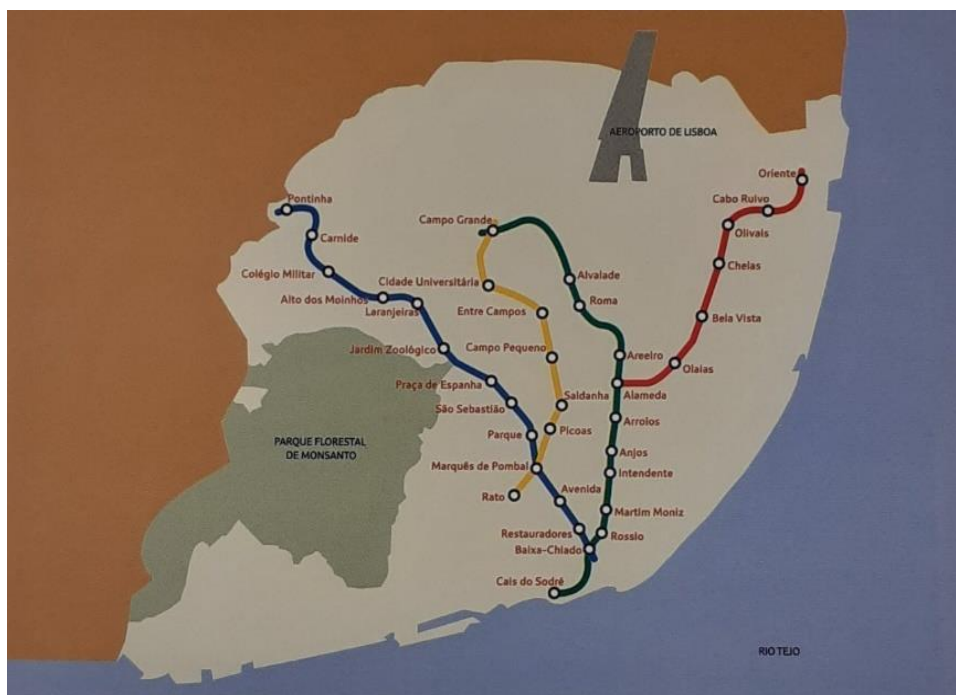 AEROPORTO DE LISBOA
Oriente
Cabo Ruivo
Pontinha
Campo Grande
Olivais
Carnide
Chelas
Colégio Militar
Alvalade
Cidade Universitária
Alto dos Moinhos
Roma
Laranjeiras
Entre Campos
Bela Vista
Jardim Zoológico
Campo Pequeno
Areeiro
Olaias
Praça de Espanha
Saldanha
Alameda
São Sebastião
Arroios
Parque
Picoas
PARQUE FLORESTAL
DE MONSANTO
Anjos
Marquês de Pombal
Intendente
Rato
Avenida
Martim Moniz
Restauradores
Rossio
Baixa-Chiado
Cais do Sodré
RIO TEJO